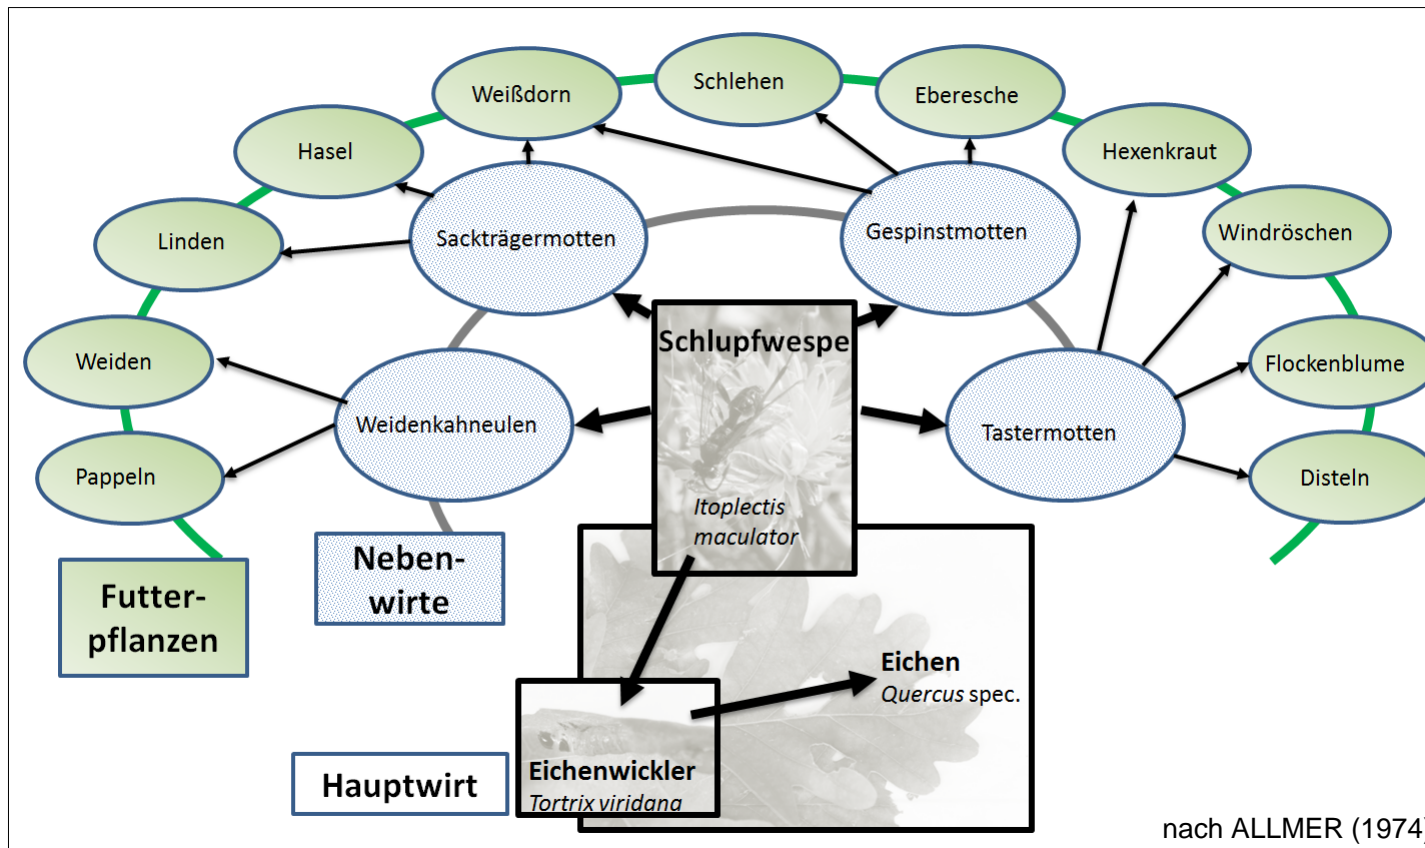 Schlehen
Weißdorn
Eberesche
Hasel
Hexenkraut
Linden
Sackträgermotten
Gespinstmotten
Windröschen
Weiden
Schlupfwespe
Flockenblume
Weidenkahneulen
Tastermotten
Pappeln
Disteln
Itoplectis
maculator
Neben-
wirte
Futter-
pflanzen
Eichen
Quercus spec.
Hauptwirt
Eichenwickler
Tortrix viridana
nach ALLMER (1974)